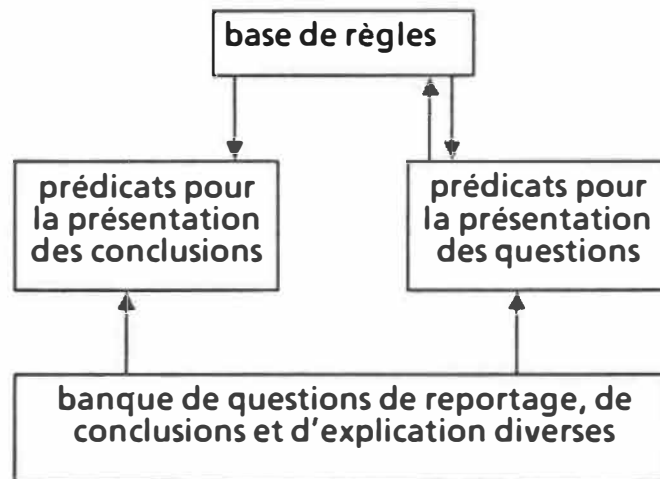 base de règles
prédicats pour
la présentation
des conclusions
prédicats pour
la présentation
des questions
banque de questions de reportage, de
conclusions et d'explication diverses